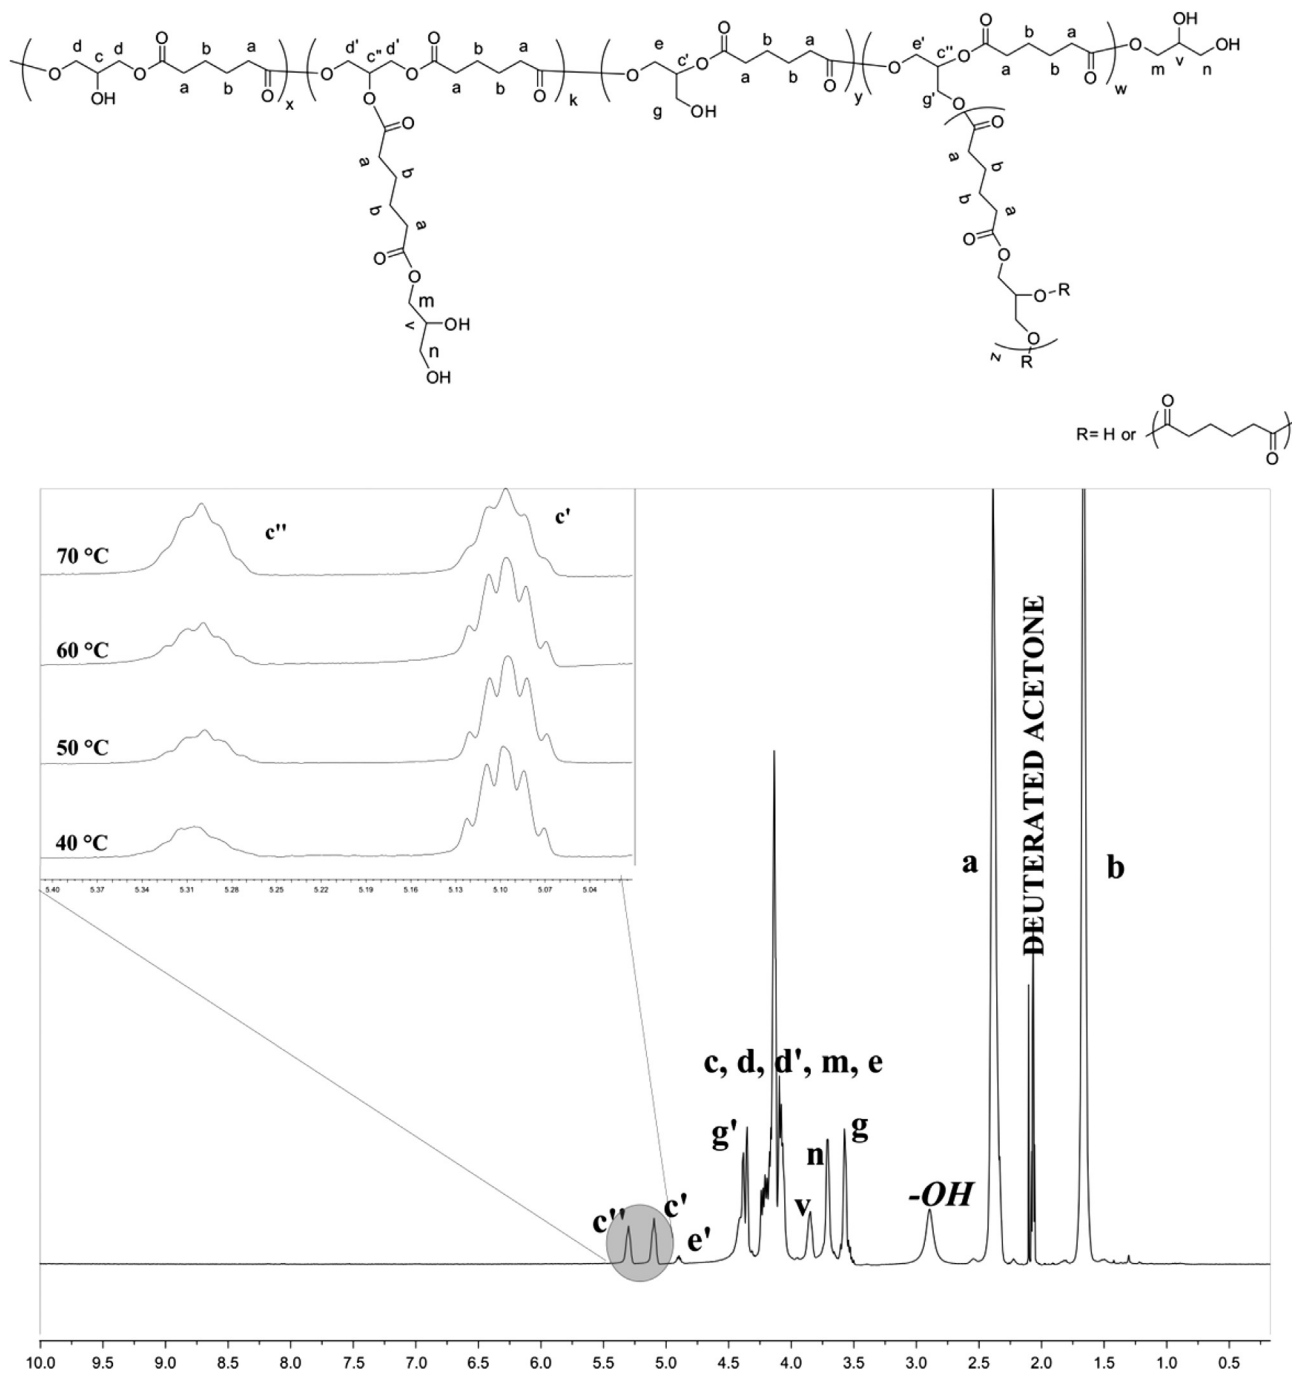 d c d O b a d' c'' d' O b a e c' O b a e' c'' O b a OH
O O a b O x O O a b O k O O a b O y O O a b O w O m v n OH
OH O g OH g' O
O O
a b b a a b b a
O O O O
m O R
v OH O
n z R
OH
O
R= H or
O
c'' c'
70 °C
60 °C
50 °C
40 °C
5.40 5.37 5.34 5.31 5.28 5.25 5.22 5.19 5.16 5.13 5.10 5.07 5.04
DEUTERATED ACETONE
a b
c, d, d', m, e
g' n g
c'' c' e' v -OH
10.0 9.5 9.0 8.5 8.0 7.5 7.0 6.5 6.0 5.5 5.0 4.5 4.0 3.5 3.0 2.5 2.0 1.5 1.0 0.5